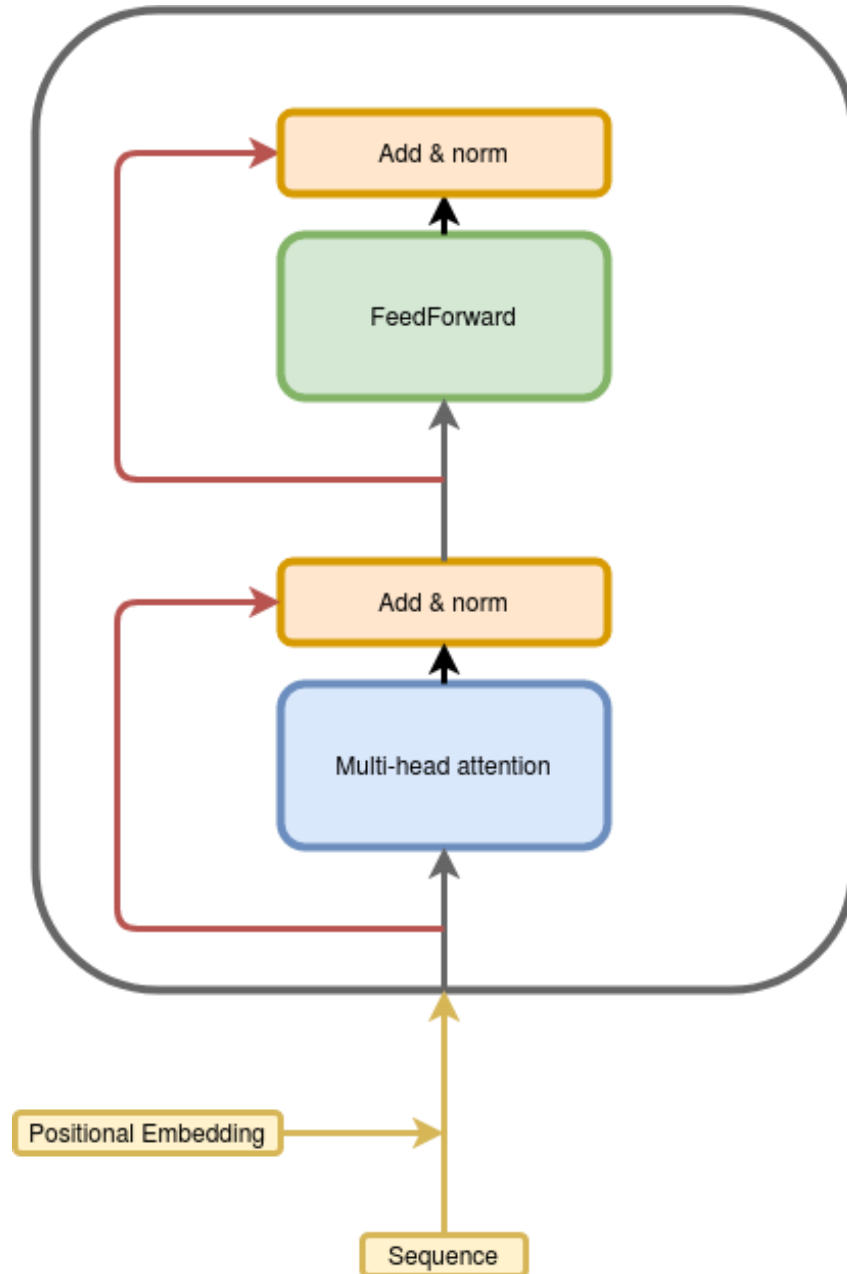 Add & norm
FeedForward
Add & norm
Multi-head attention
Positional Embedding
Sequence